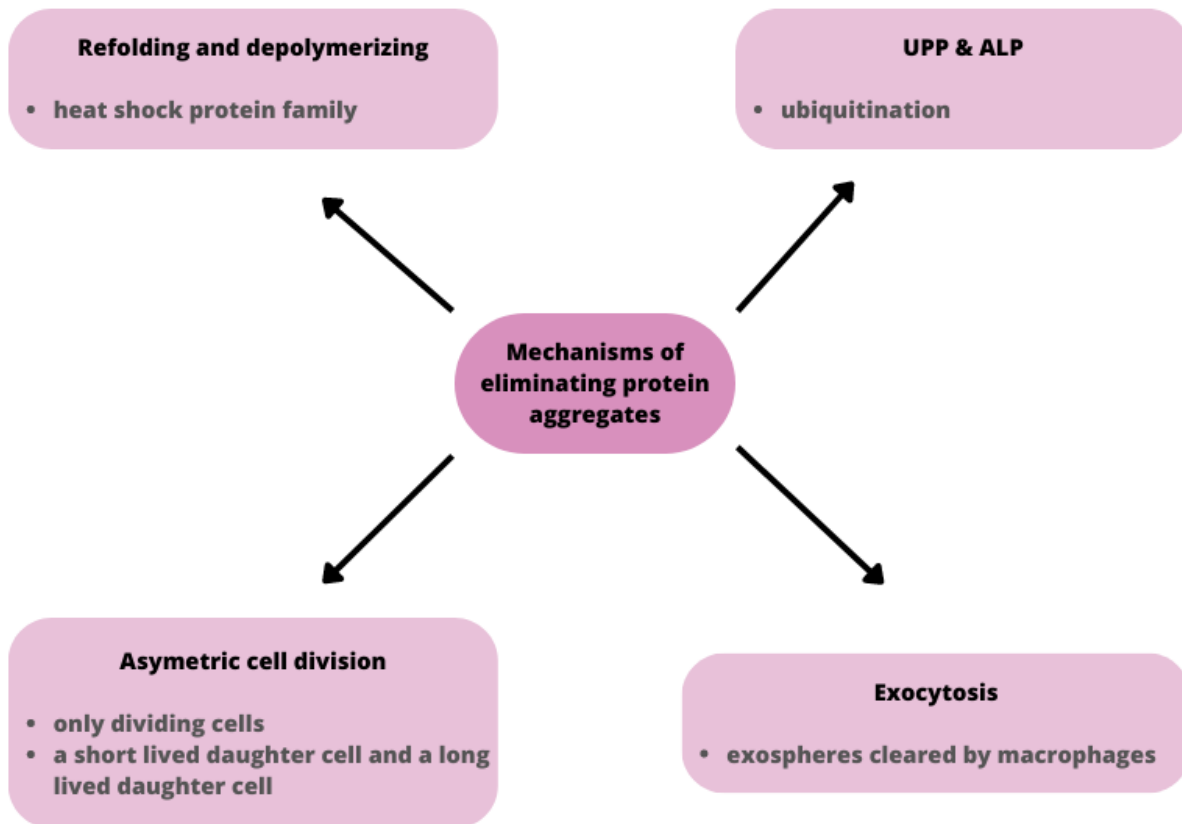 Refolding and depolymerizing
• heat shock protein family
UPP & ALP
• ubiquitination
Mechanisms of
eliminating protein
aggregates
Asymetric cell division
• only dividing cells
• a short lived daughter cell and a long
lived daughter cell
Exocytosis
• exospheres cleared by macrophages